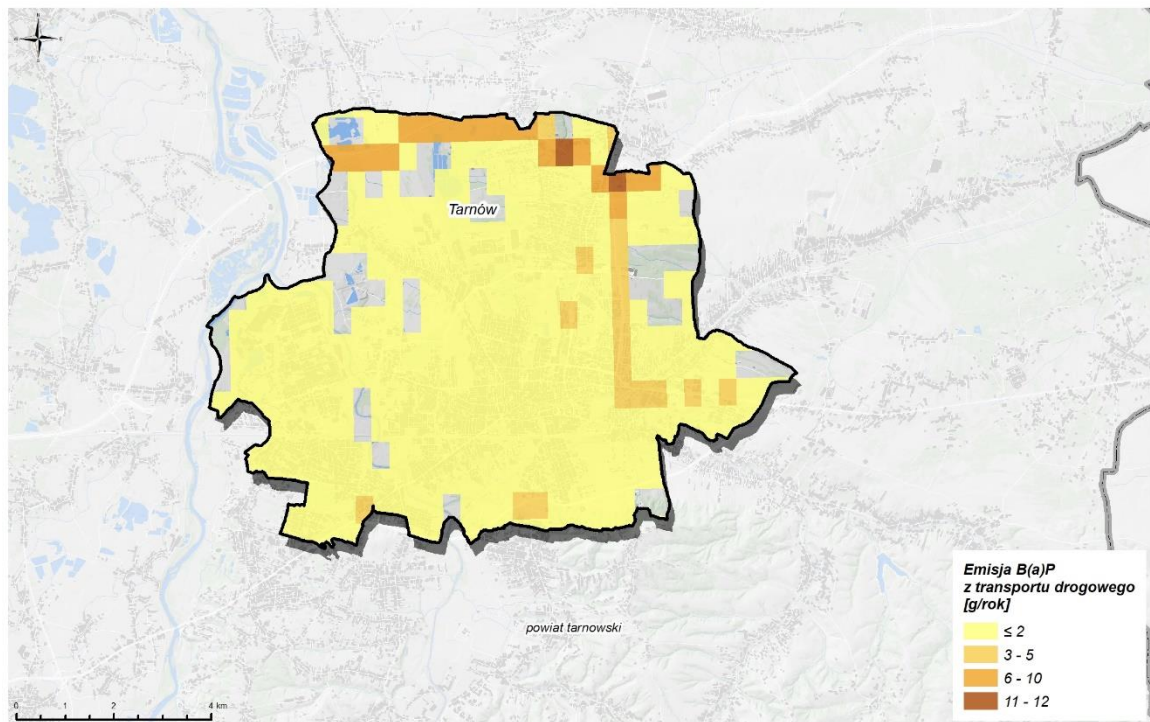 Tarnów
powiat tarnowski
Emisja B(a)P
z transportu drogowego
[g/rok]
≤ 2
3 - 5
6 - 10
11 - 12
0 1 2 4 km